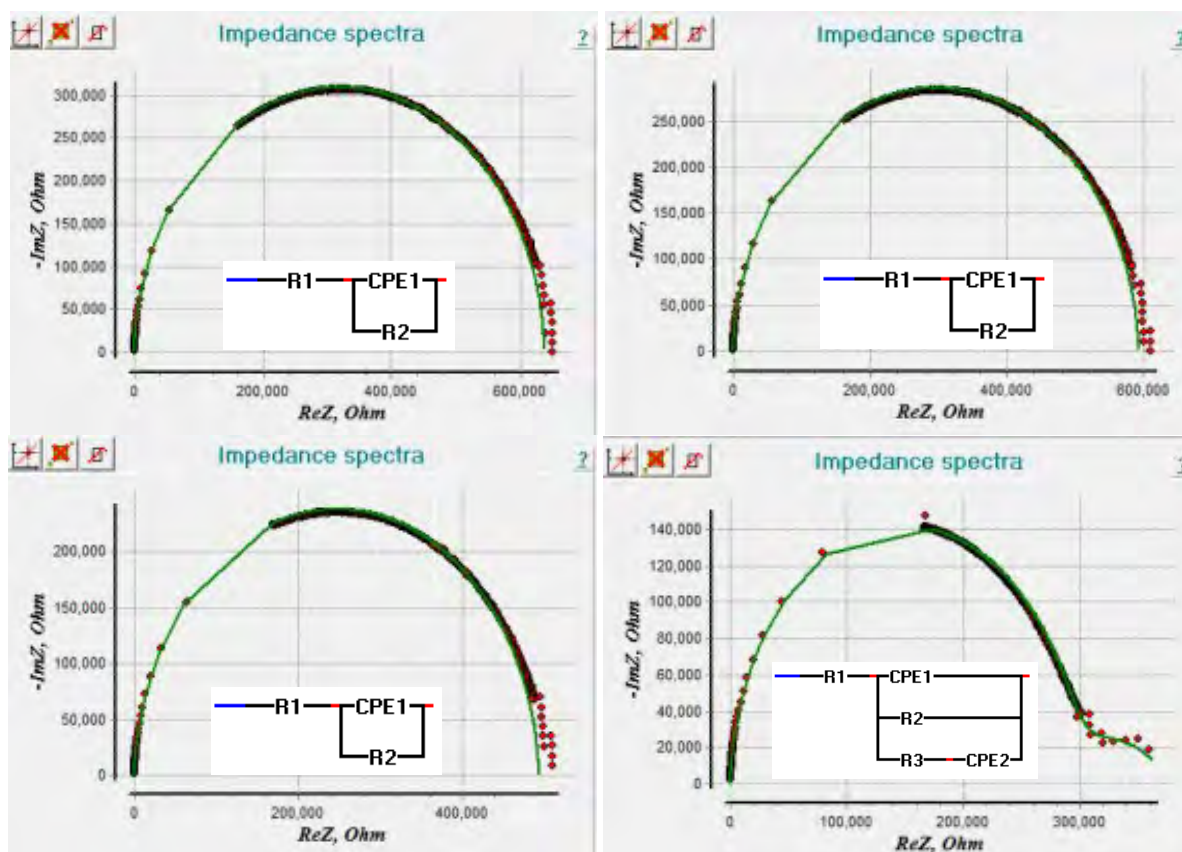 Impedance spectra
?
-ImZ, Ohm
300,000
250,000
200,000
150,000
100,000
50,000
0
R1
CPE1
R2
0
200,000
400,000
600,000
ReZ, Ohm
Impedance spectra
?
-ImZ, Ohm
250,000
200,000
150,000
100,000
50,000
0
R1
CPE1
R2
0
200,000
400,000
600,000
ReZ, Ohm
Impedance spectra
?
-ImZ, Ohm
200,000
150,000
100,000
50,000
0
R1
CPE1
R2
0
200,000
400,000
ReZ, Ohm
Impedance spectra
?
-ImZ, Ohm
140,000
120,000
100,000
80,000
60,000
40,000
20,000
0
R1
CPE1
R2
R3
CPE2
0
100,000
200,000
300,000
ReZ, Ohm